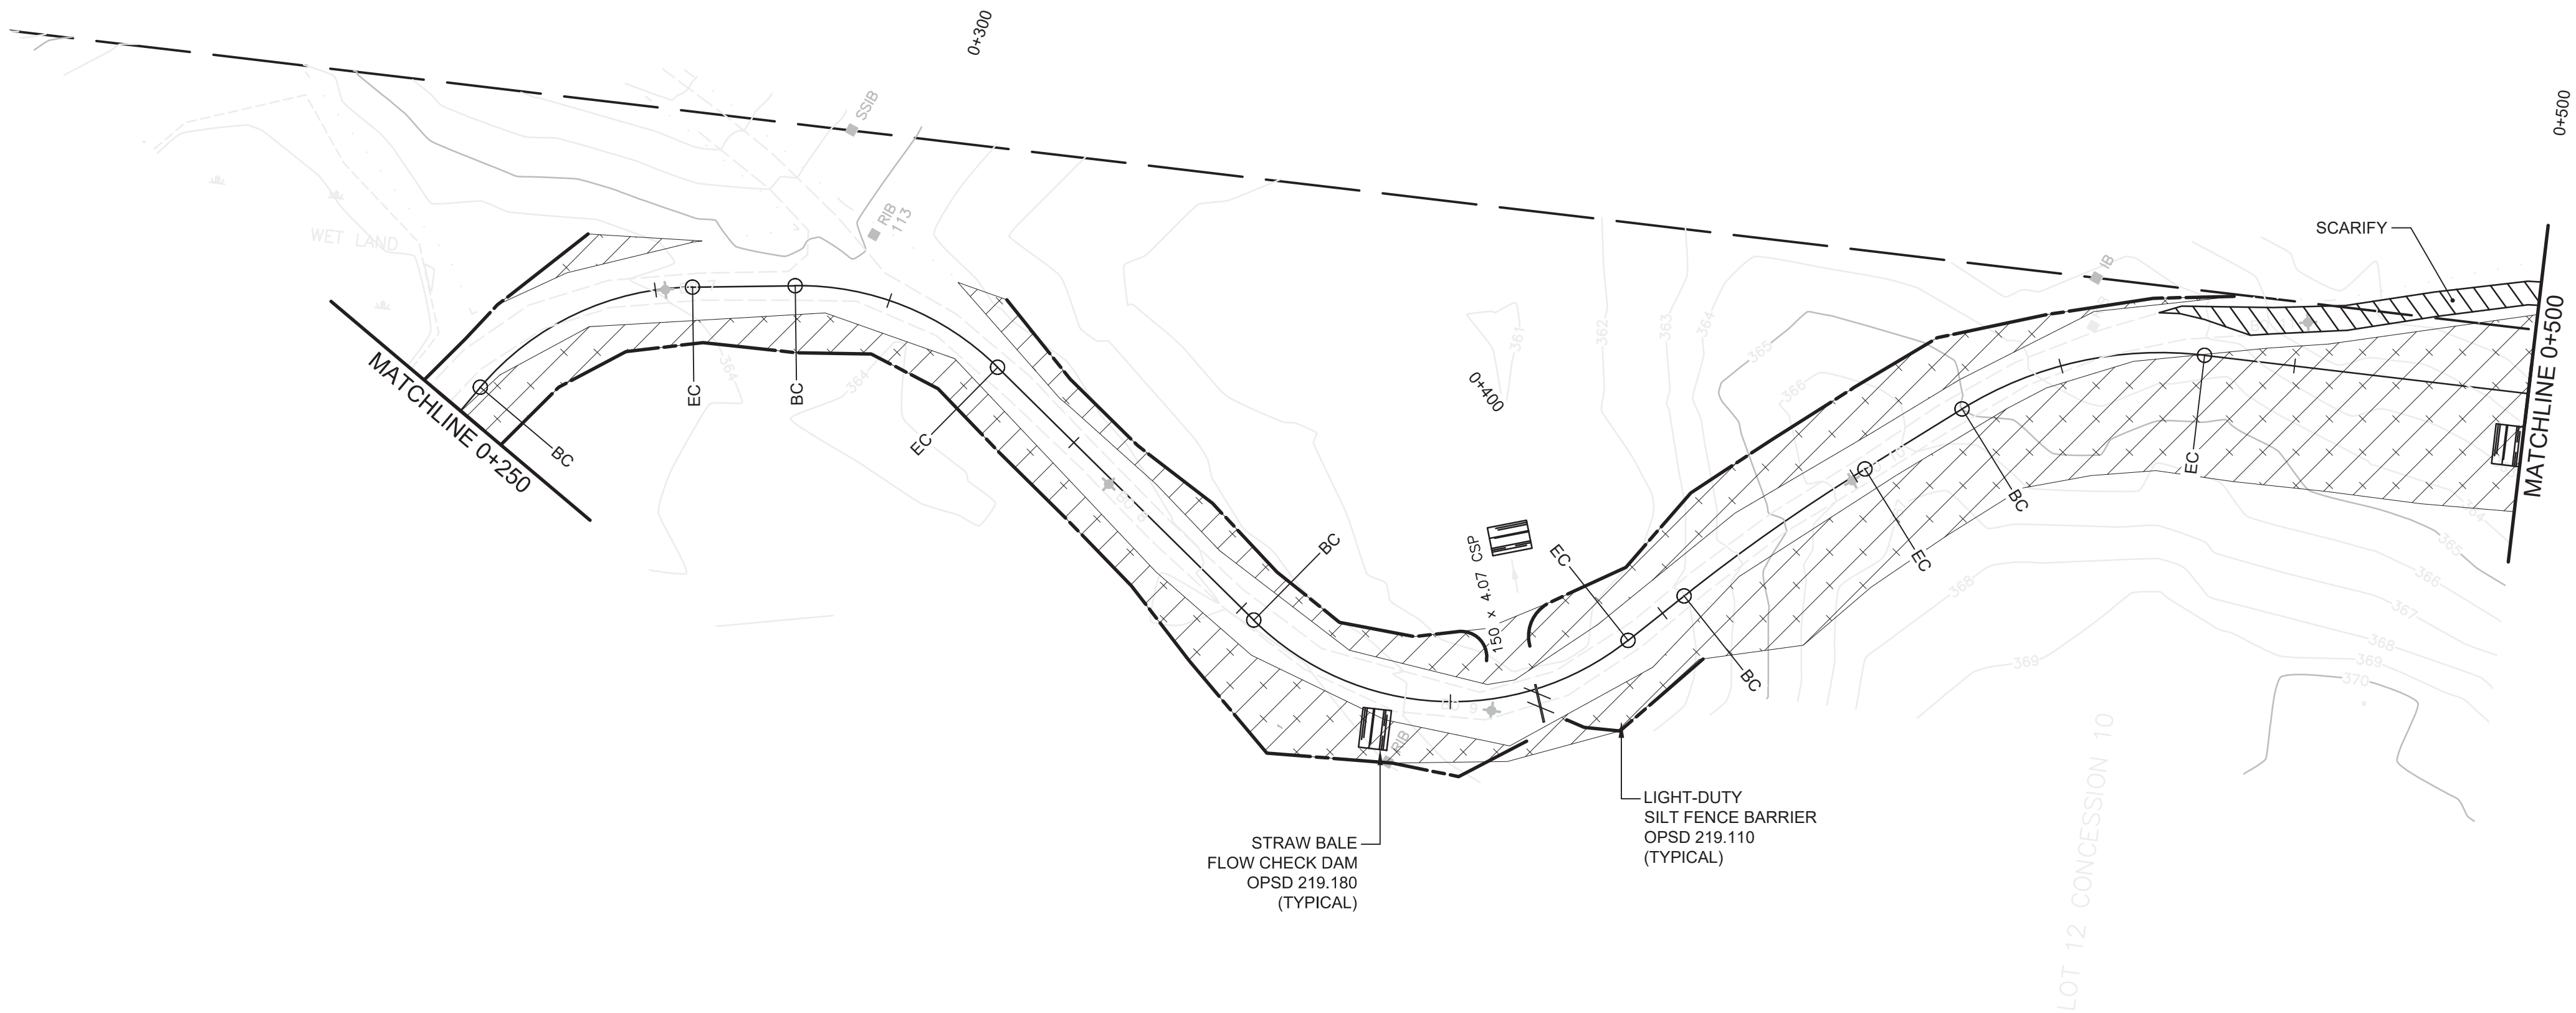 0+300
0+500
SSIB
RIB
113
WET LAND
SCARIFY
IB
MATCHLINE 0+500
361
362
363
364
365
366
0+400
364
364
EC
BC
EC
BC
MATCHLINE 0+250
BC
EC
BC
EC
BC
EC
BC
150 x 4.07 CSP
364
365
366
367
368
369
370
368
369
RIB
LIGHT-DUTY
SILT FENCE BARRIER
OPSD 219.110
(TYPICAL)
STRAW BALE
FLOW CHECK DAM
OPSD 219.180
(TYPICAL)
LOT 12 CONCESSION 10